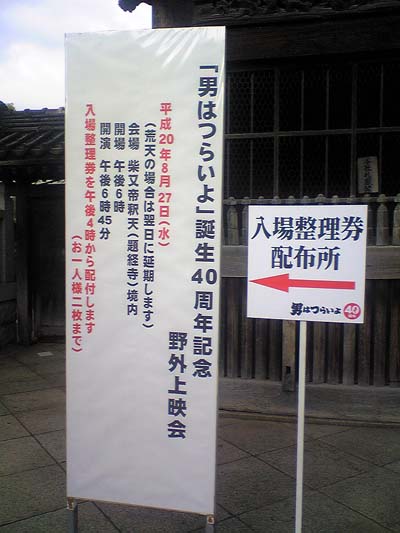 「男はつらいよ」誕生40周年記念
野外上映会
平成20年8月27日(水)
(荒天の場合は翌日に延期します)
会場 柴又帝釈天(題経寺)境内
開場 午後6時
開演 午後6時45分
入場整理券を午後4時から配付します
(お一人様二枚まで)
入場整理券
配布所
男はつらいよ 40